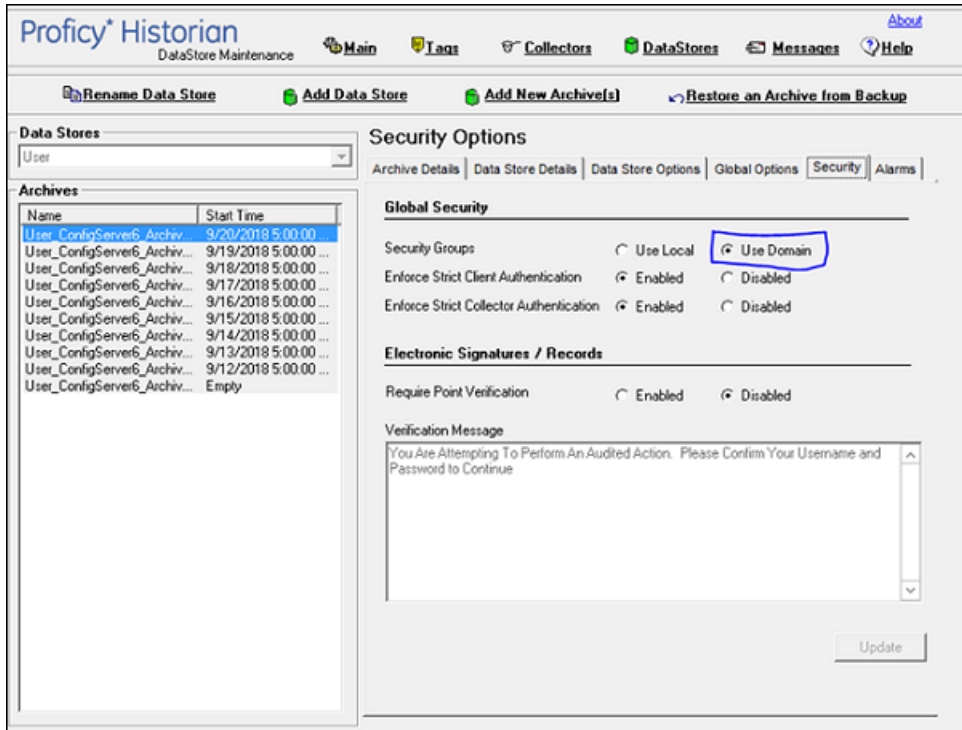 About
Proficy* Historian
DataStore Maintenance
Main Tags Collectors DataStores Messages Help
Rename Data Store Add Data Store Add New Archive(s) Restore an Archive from Backup
Data Stores
User
Archives
Name Start Time
User_ConfigServer6_Archiv... 9/20/2018 5:00:00 ...
User_ConfigServer6_Archiv... 9/19/2018 5:00:00 ...
User_ConfigServer6_Archiv... 9/18/2018 5:00:00 ...
User_ConfigServer6_Archiv... 9/17/2018 5:00:00 ...
User_ConfigServer6_Archiv... 9/16/2018 5:00:00 ...
User_ConfigServer6_Archiv... 9/15/2018 5:00:00 ...
User_ConfigServer6_Archiv... 9/14/2018 5:00:00 ...
User_ConfigServer6_Archiv... 9/13/2018 5:00:00 ...
User_ConfigServer6_Archiv... 9/12/2018 5:00:00 ...
User_ConfigServer6_Archiv... Empty
Security Options
Archive Details Data Store Details Data Store Options Global Options Security Alarms
Global Security
Security Groups Use Local Use Domain
Enforce Strict Client Authentication Enabled Disabled
Enforce Strict Collector Authentication Enabled Disabled
Electronic Signatures / Records
Require Point Verification Enabled Disabled
Verification Message
You Are Attempting To Perform An Audited Action. Please Confirm Your Username and
Password to Continue
Update